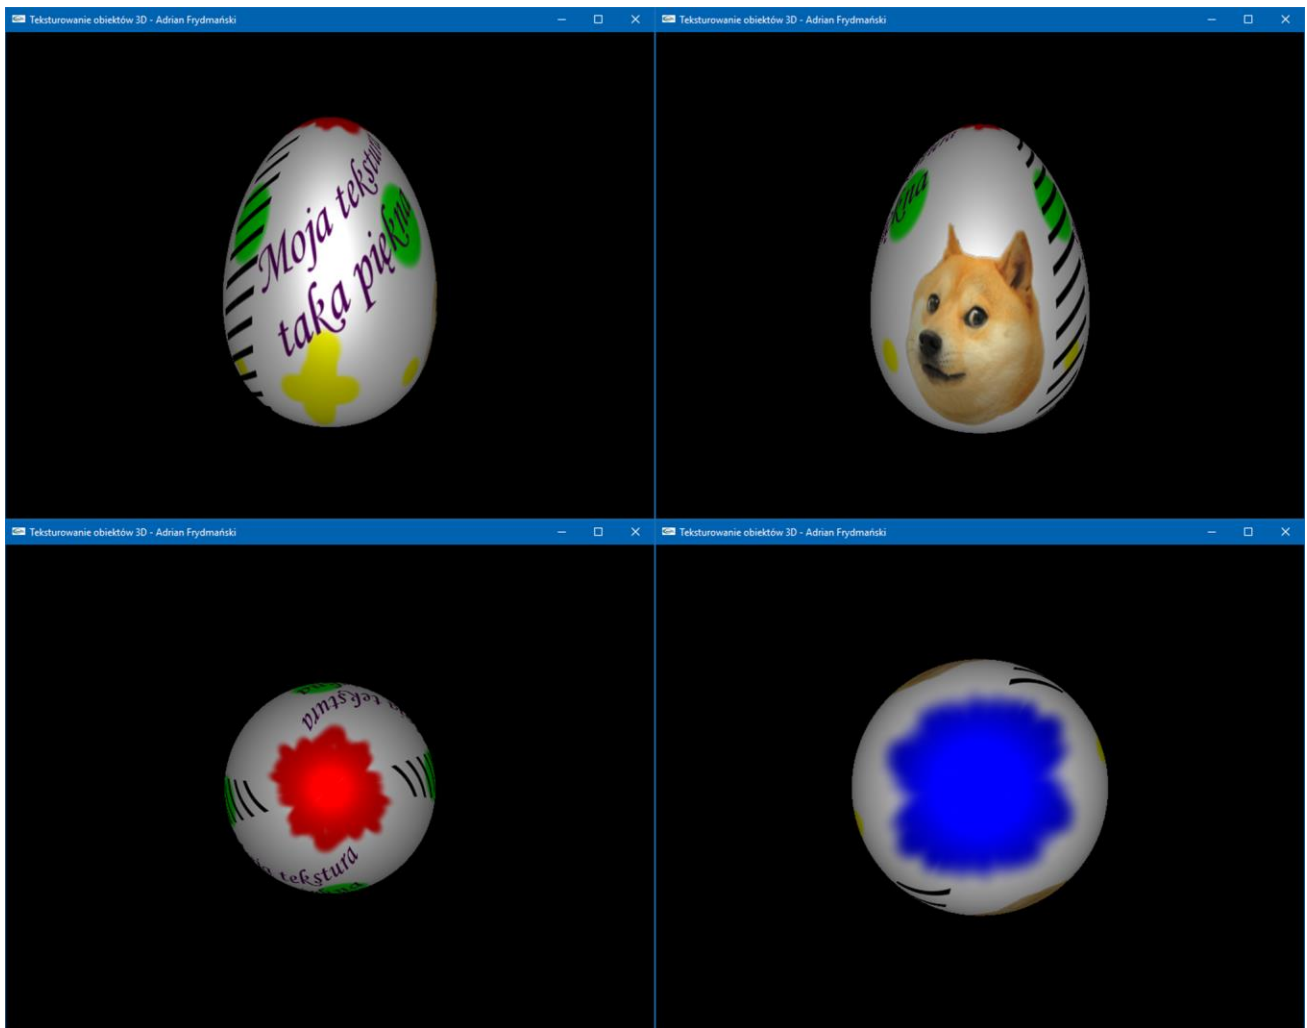 Teksturowanie obiektów 3D - Adrian Frydmański
Teksturowanie obiektów 3D - Adrian Frydmański
Moja tekstura
taka piękna
Teksturowanie obiektów 3D - Adrian Frydmański
Teksturowanie obiektów 3D - Adrian Frydmański
tekstura
tekstura